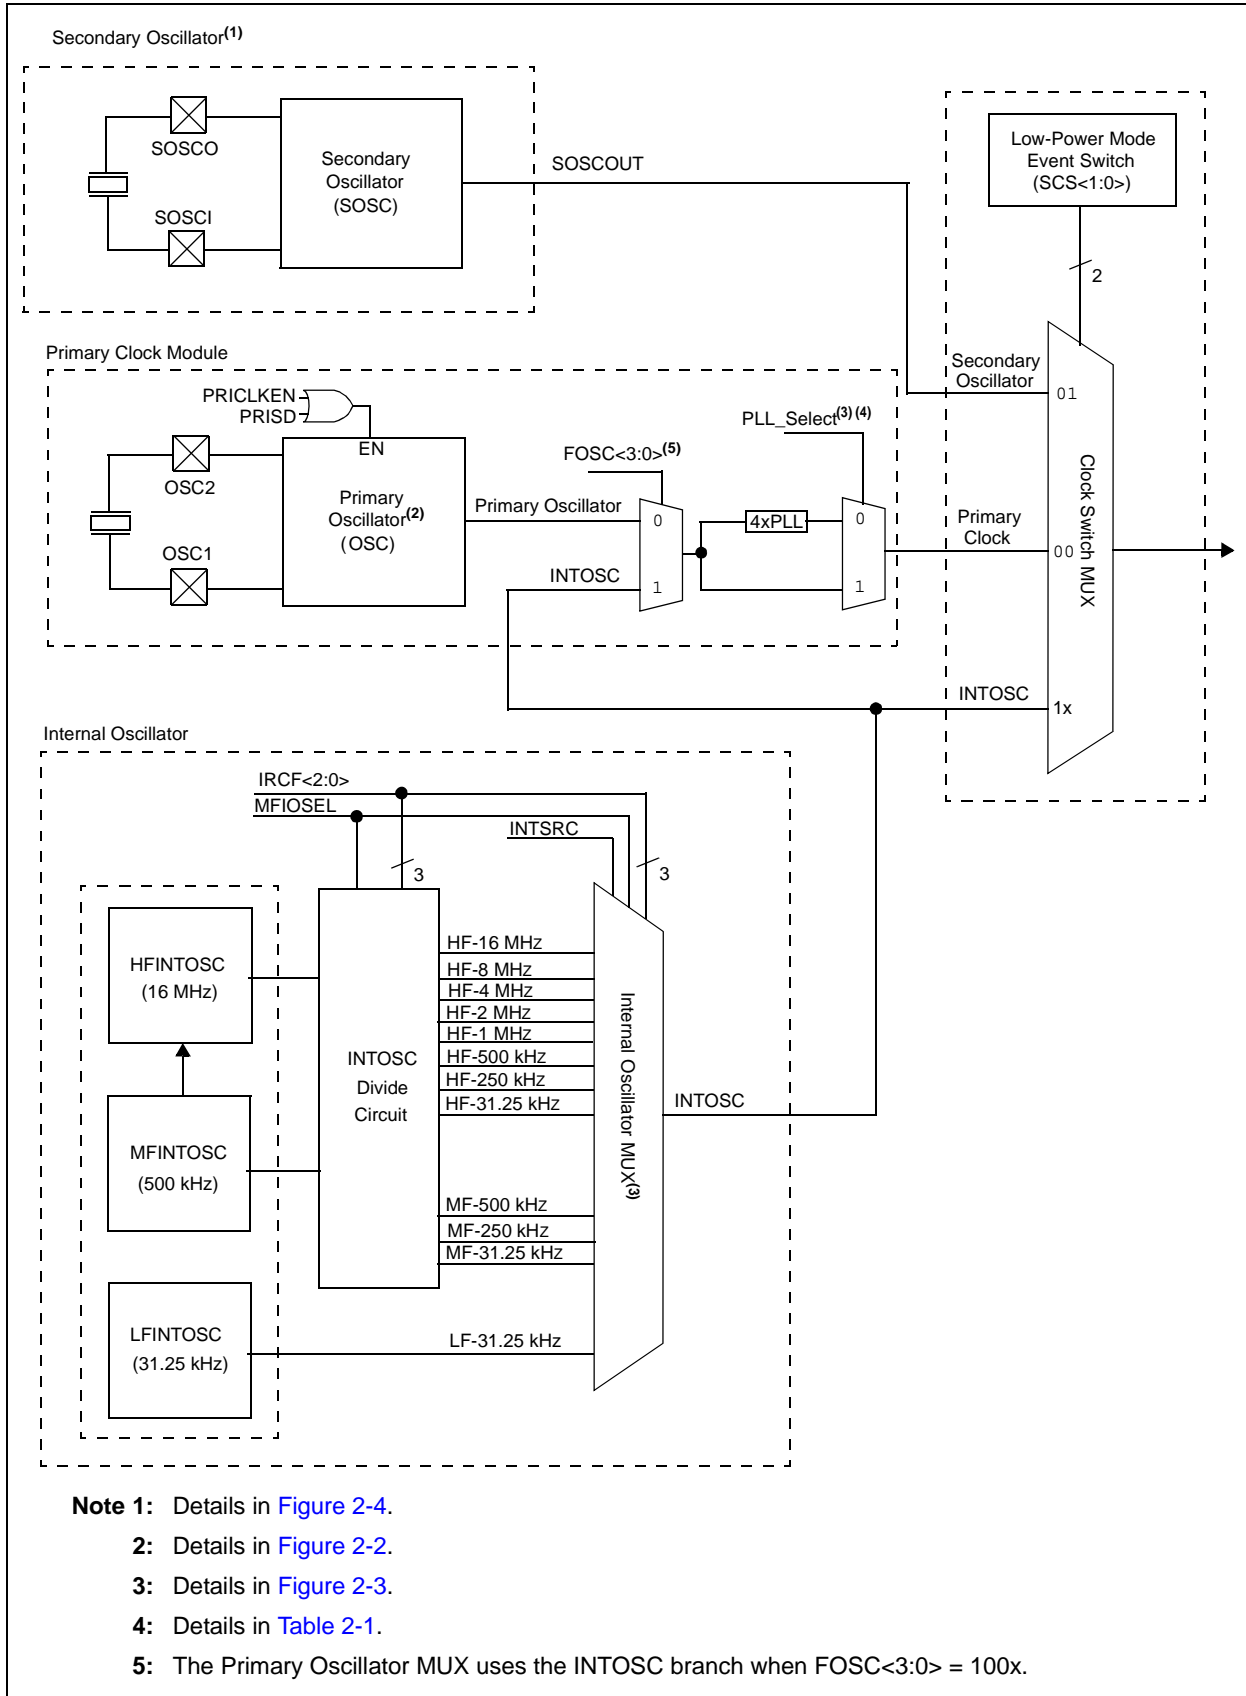 Secondary Oscillator(1)
SOSCO
SOSCI
Secondary
Oscillator
(SOSC)
SOSCOUT
Low-Power Mode
Event Switch
(SCS<1:0>)
2
Secondary
Oscillator
01
Primary
Clock
00
INTOSC
1x
Clock Switch MUX
Primary Clock Module
PRICLKEN
PRISD
EN
OSC2
OSC1
Primary
Oscillator(2)
(OSC)
Primary Oscillator
INTOSC
FOSC<3:0>(5)
0
1
4xPLL
PLL_Select(3) (4)
0
1
Internal Oscillator
IRCF<2:0>
MFIOSEL
INTSRC
3
3
HFINTOSC
(16 MHz)
MFINTOSC
(500 kHz)
LFINTOSC
(31.25 kHz)
INTOSC
Divide
Circuit
HF-16 MHz
HF-8 MHz
HF-4 MHz
HF-2 MHz
HF-1 MHz
HF-500 kHz
HF-250 kHz
HF-31.25 kHz
MF-500 kHz
MF-250 kHz
MF-31.25 kHz
LF-31.25 kHz
Internal Oscillator MUX(3)
INTOSC
Note 1: Details in Figure 2-4.
2: Details in Figure 2-2.
3: Details in Figure 2-3.
4: Details in Table 2-1.
5: The Primary Oscillator MUX uses the INTOSC branch when FOSC<3:0> = 100x.